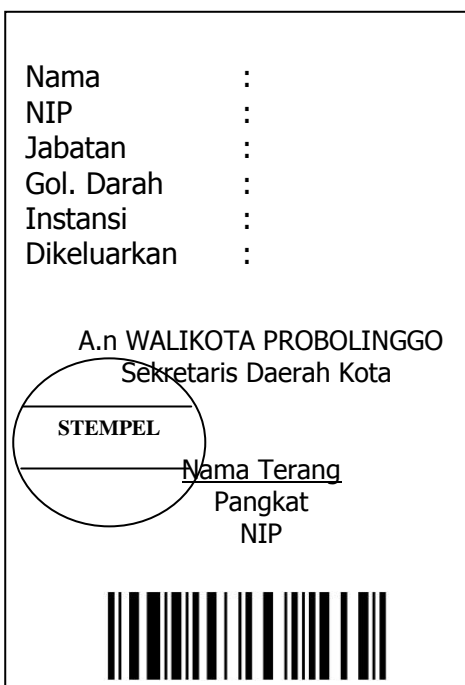 Nama :
NIP :
Jabatan :
Gol. Darah :
Instansi :
Dikeluarkan :
A.n WALIKOTA PROBOLINGGO
Sekretaris Daerah Kota
STEMPEL
Nama Terang
Pangkat
NIP